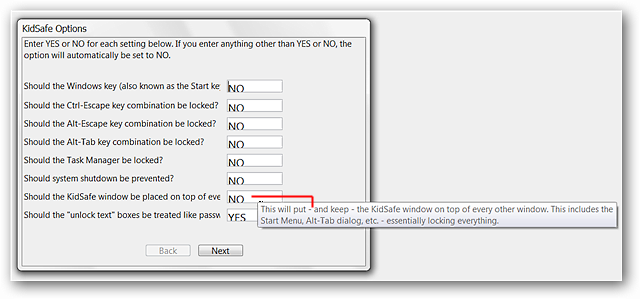 KidSafe Options
Enter YES or NO for each setting below. If you enter anything other than YES or NO, the
option will automatically be set to NO.
Should the Windows key (also known as the Start ke NO
Should the Ctrl-Escape key combination be locked? NO
Should the Alt-Escape key combination be locked? NO
Should the Alt-Tab key combination be locked? NO
Should the Task Manager be locked? NO
Should system shutdown be prevented? NO
Should the KidSafe window be placed on top of eve NO
This will put - and keep - the KidSafe window on top of every other window. This includes the
Start Menu, Alt-Tab dialog, etc. - essentially locking everything.
Should the "unlock text" boxes be treated like passw YES
Back Next